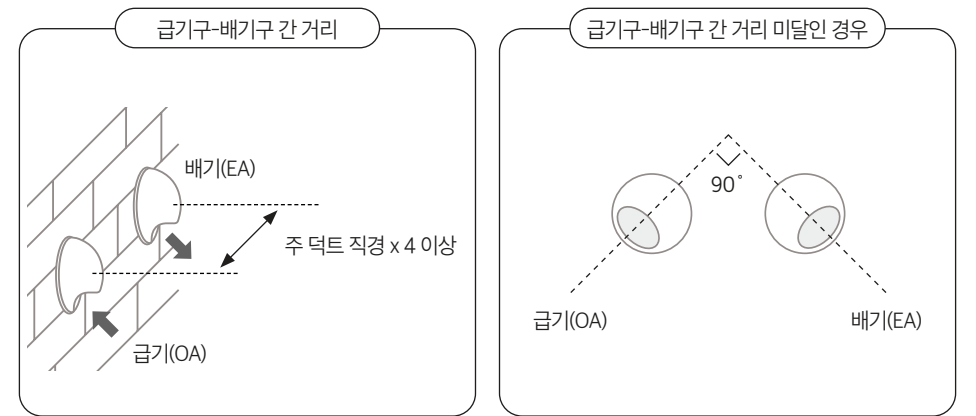 급기구-배기구 간 거리
배기(EA)
주 덕트 직경 x 4 이상
급기(OA)
급기구-배기구 간 거리 미달인 경우
90˚
급기(OA)
배기(EA)